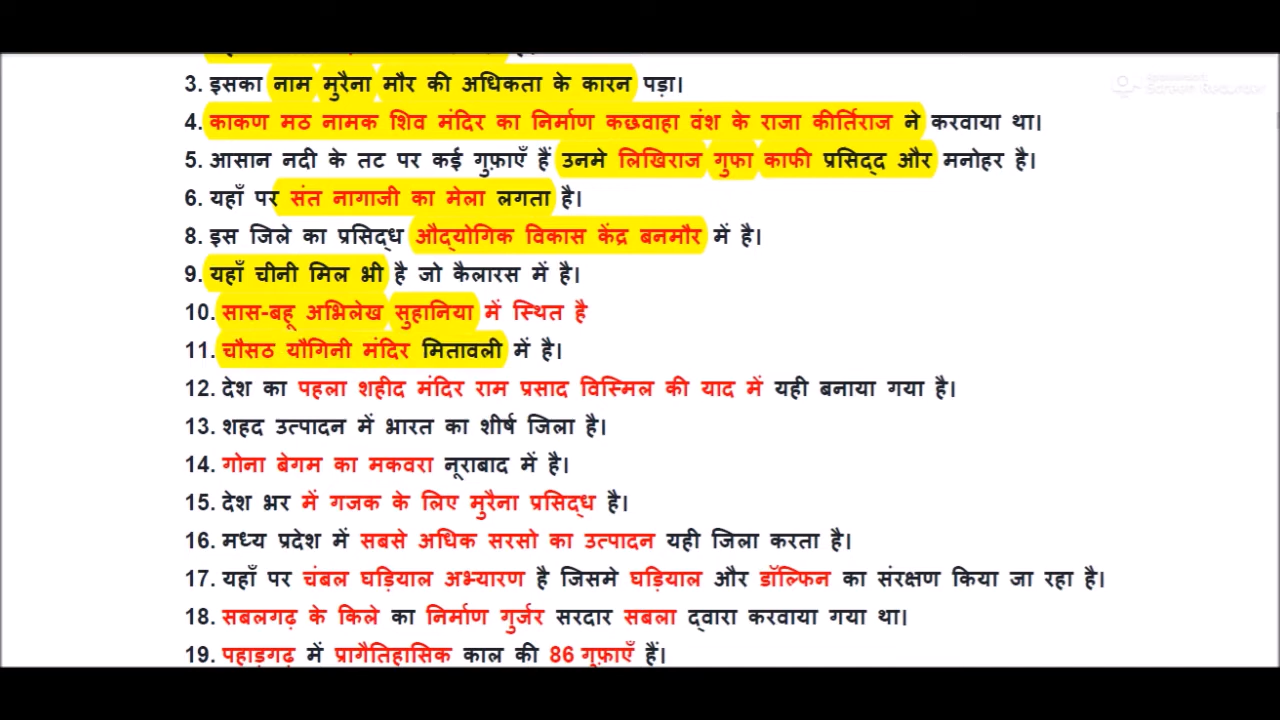 3. इसका नाम मुरैना मौर की अधिकता के कारन पड़ा।
4. काकण मठ नामक शिव मंदिर का निर्माण कछवाहा वंश के राजा कीर्तिराज ने करवाया था।
5. आसान नदी के तट पर कई गुफ़ाएँ हैं उनमे लिखिराज गुफा काफी प्रसिद्द और मनोहर है।
6. यहाँ पर संत नागाजी का मेला लगता है।
8. इस जिले का प्रसिद्ध औद्योगिक विकास केंद्र बनमौर में है।
9. यहाँ चीनी मिल भी है जो कैलारस में है।
10. सास-बहू अभिलेख सुहानिया में स्थित है
11. चौसठ यौगिनी मंदिर मितावली में है।
12. देश का पहला शहीद मंदिर राम प्रसाद विस्मिल की याद में यही बनाया गया है।
13. शहद उत्पादन में भारत का शीर्ष जिला है।
14. गोना बेगम का मकवरा नूराबाद में है।
15. देश भर में गजक के लिए मुरैना प्रसिद्ध है।
16. मध्य प्रदेश में सबसे अधिक सरसो का उत्पादन यही जिला करता है।
17. यहाँ पर चंबल घड़ियाल अभ्यारण है जिसमे घड़ियाल और डॉल्फिन का संरक्षण किया जा रहा है।
18. सबलगढ़ के किले का निर्माण गुर्जर सरदार सबला द्वारा करवाया गया था।
19. पहाड़गढ़ में प्रागैतिहासिक काल की 86 गुफ़ाएँ हैं।